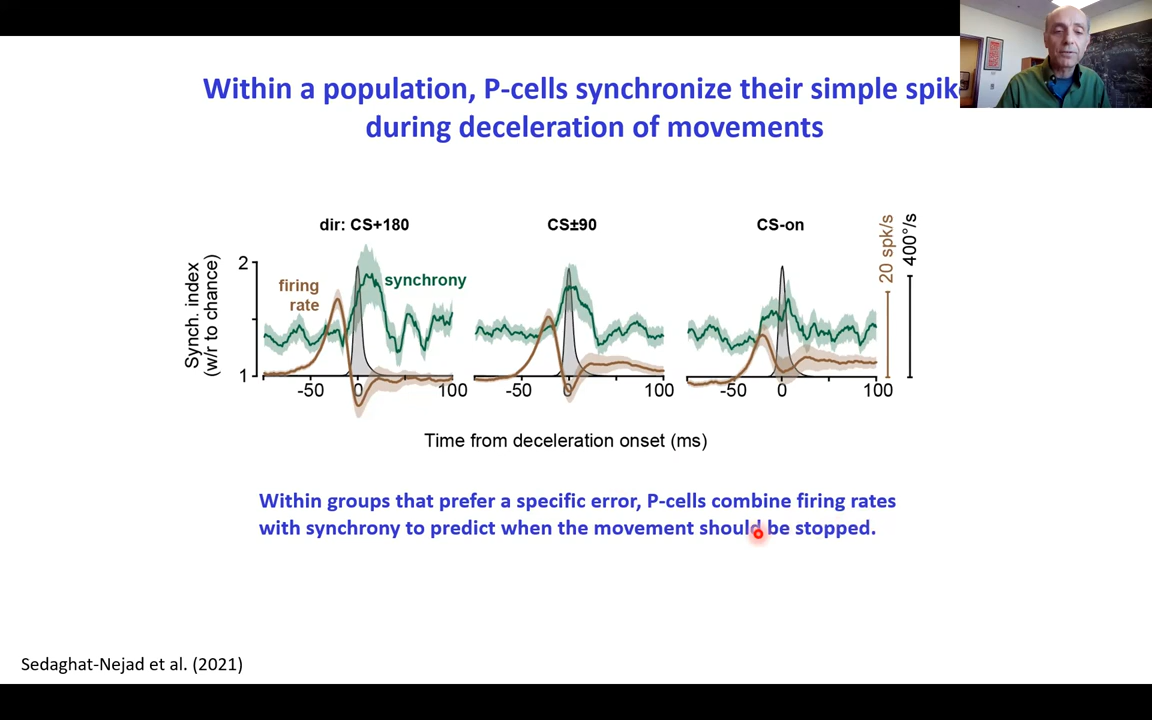 Within a population, P-cells synchronize their simple spik
during deceleration of movements
dir: CS+180
CS±90
CS-on
20 spk/s
400°/s
Synch. index
(w/r to chance)
2
1
firing
rate
synchrony
-50 0 100
-50 0 100
-50 0 100
Time from deceleration onset (ms)
Within groups that prefer a specific error, P-cells combine firing rates
with synchrony to predict when the movement should be stopped.
Sedaghat-Nejad et al. (2021)